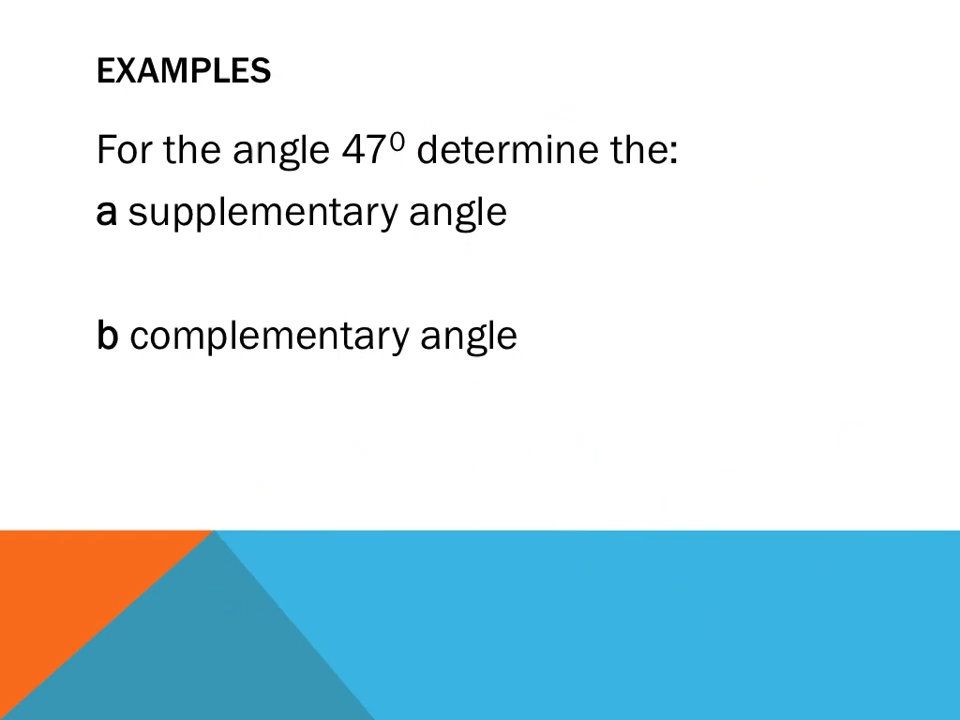 EXAMPLES
For the angle 47⁰ determine the:
a supplementary angle
b complementary angle